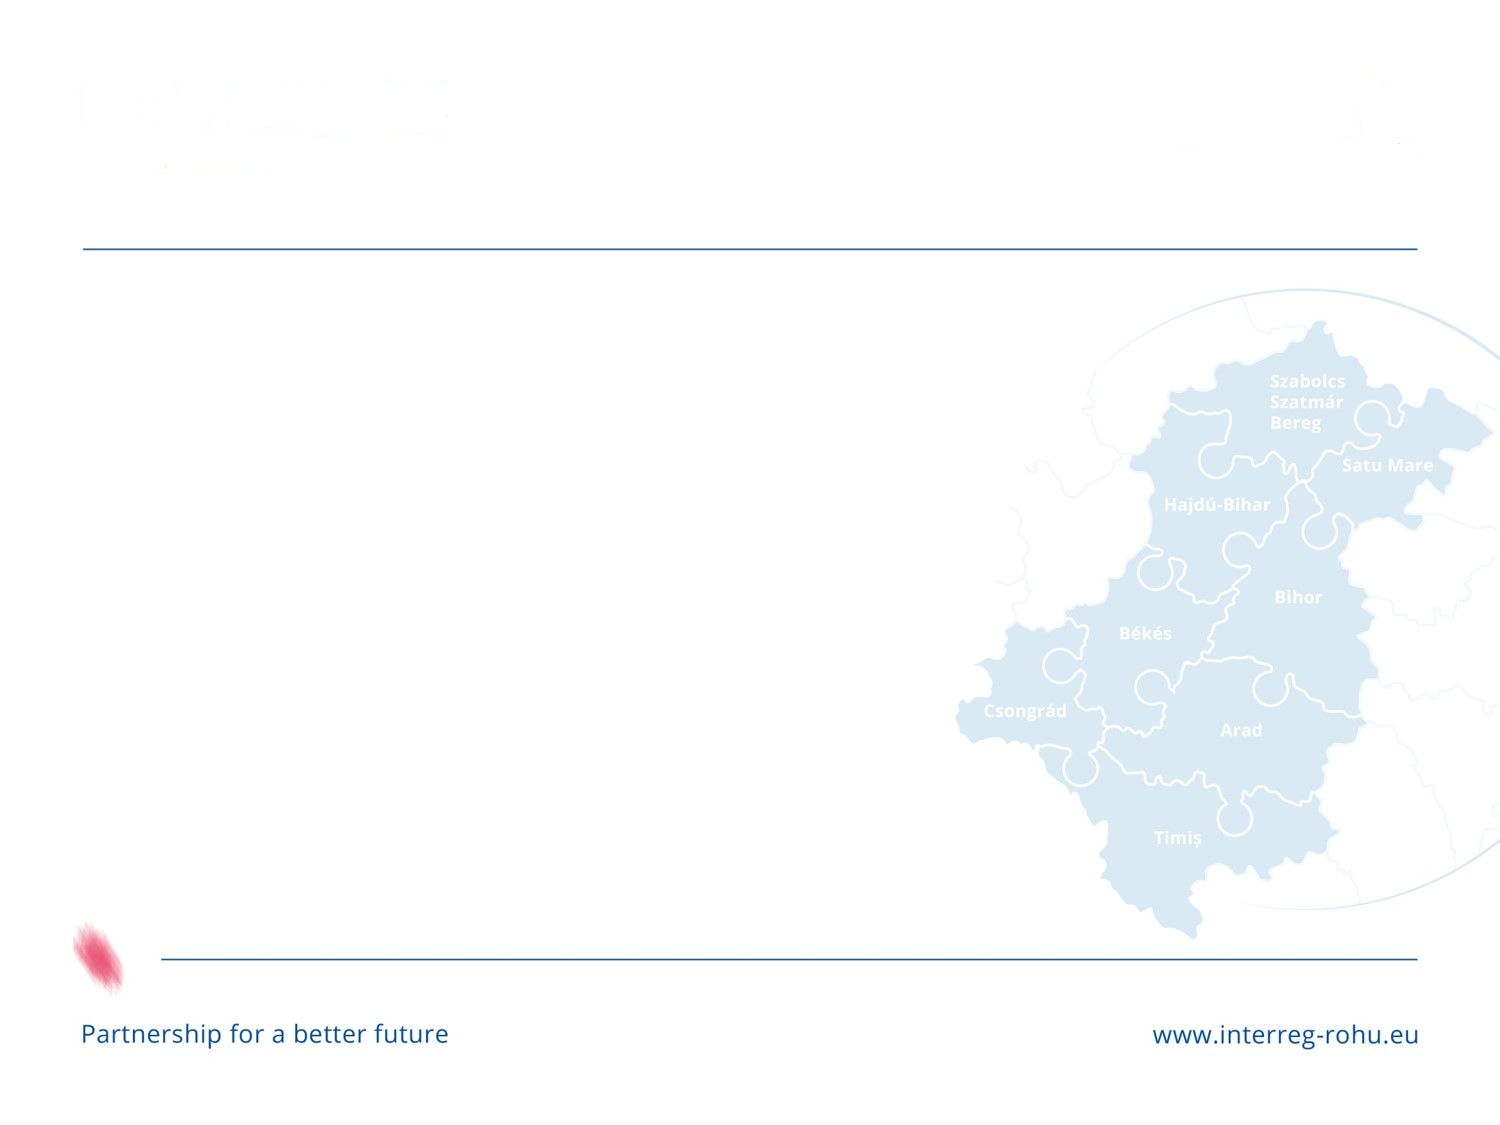 Szabolcs
Szatmár
Bereg
Satu Mare
Hajdú-Bihar
Bihor
Békés
Csongrád
Arad
Timiș
Partnership for a better future
www.interreg-rohu.eu